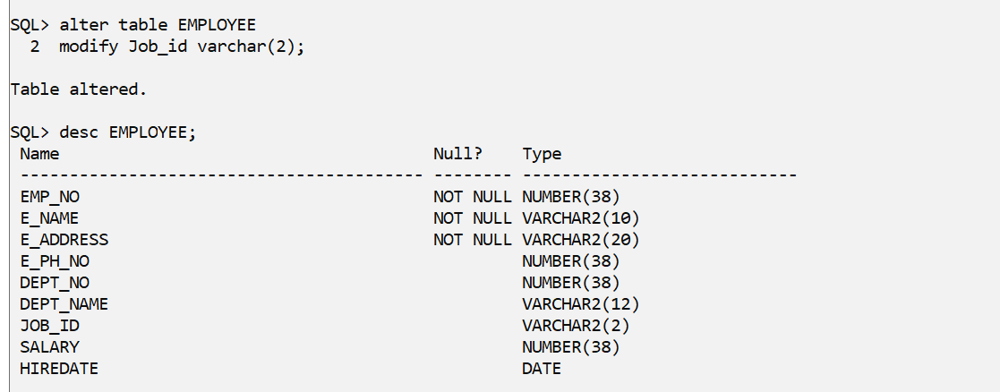 SQL> alter table EMPLOYEE
  2  modify Job_id varchar(2);
Table altered.
SQL> desc EMPLOYEE;
 Name                                      Null?    Type
 ----------------------------------------- -------- ----------------------------
 EMP_NO                                    NOT NULL NUMBER(38)
 E_NAME                                    NOT NULL VARCHAR2(10)
 E_ADDRESS                                 NOT NULL VARCHAR2(20)
 E_PH_NO                                            NUMBER(38)
 DEPT_NO                                            NUMBER(38)
 DEPT_NAME                                          VARCHAR2(12)
 JOB_ID                                             VARCHAR2(2)
 SALARY                                             NUMBER(38)
 HIREDATE                                           DATE